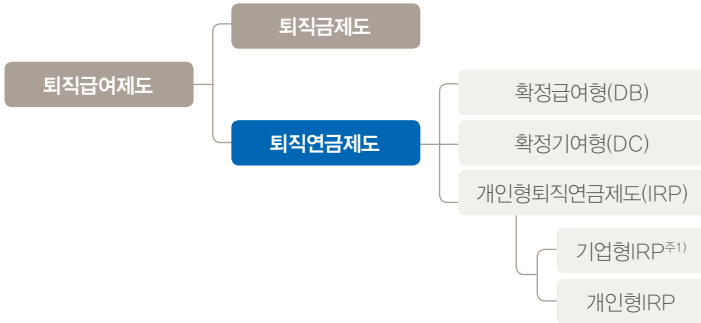 퇴직금제도
퇴직급여제도
퇴직연금제도
확정급여형(DB)
확정기여형(DC)
개인형퇴직연금제도(IRP)
기업형IRP주1)
개인형IRP